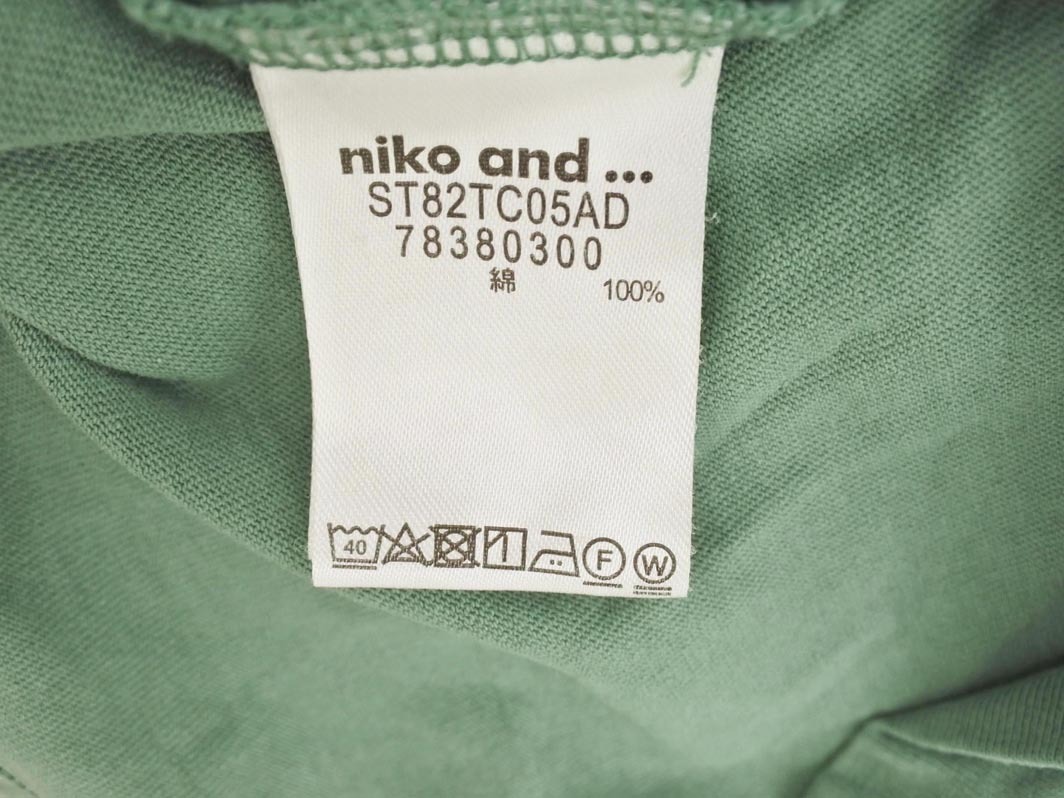 niko and ...
ST82TC05AD
78380300
綿 100%
40 F W